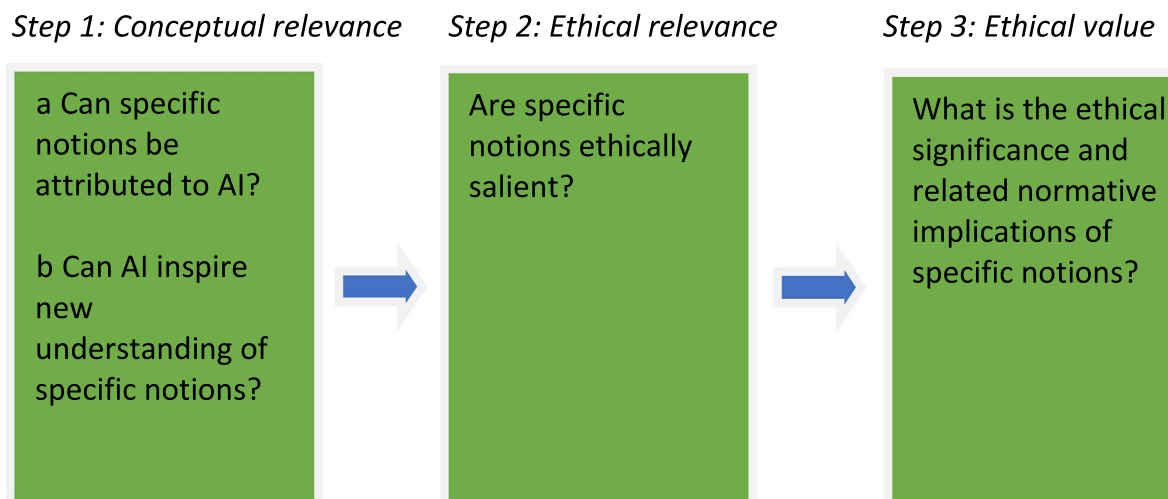 Step 1: Conceptual relevance
a Can specific
notions be
attributed to AI?
b Can AI inspire
new
understanding of
specific notions?
Step 2: Ethical relevance
Are specific
notions ethically
salient?
Step 3: Ethical value
What is the ethical
significance and
related normative
implications of
specific notions?